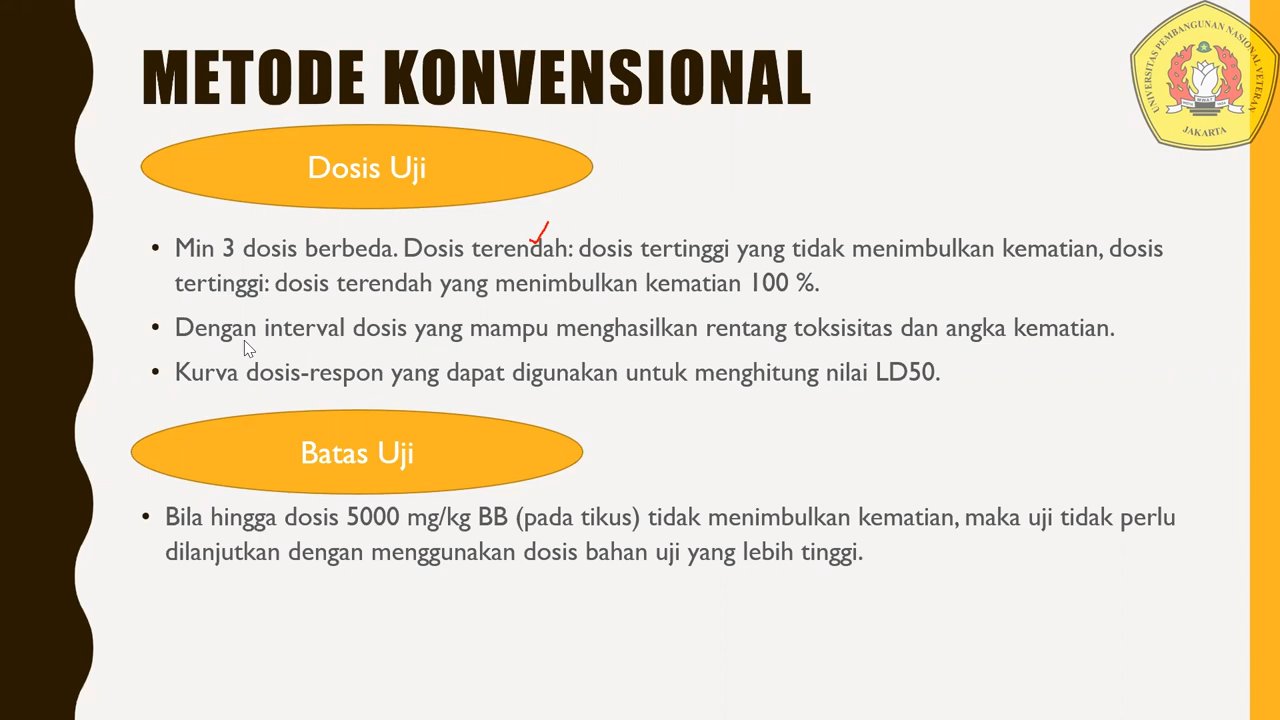 METODE KONVENSIONAL
UNIVERSITAS PEMBANGUNAN NASIONAL VETERAN
JAKARTA
Dosis Uji
• Min 3 dosis berbeda. Dosis terendah: dosis tertinggi yang tidak menimbulkan kematian, dosis
tertinggi: dosis terendah yang menimbulkan kematian 100 %.
• Dengan interval dosis yang mampu menghasilkan rentang toksisitas dan angka kematian.
• Kurva dosis-respon yang dapat digunakan untuk menghitung nilai LD50.
Batas Uji
• Bila hingga dosis 5000 mg/kg BB (pada tikus) tidak menimbulkan kematian, maka uji tidak perlu
dilanjutkan dengan menggunakan dosis bahan uji yang lebih tinggi.